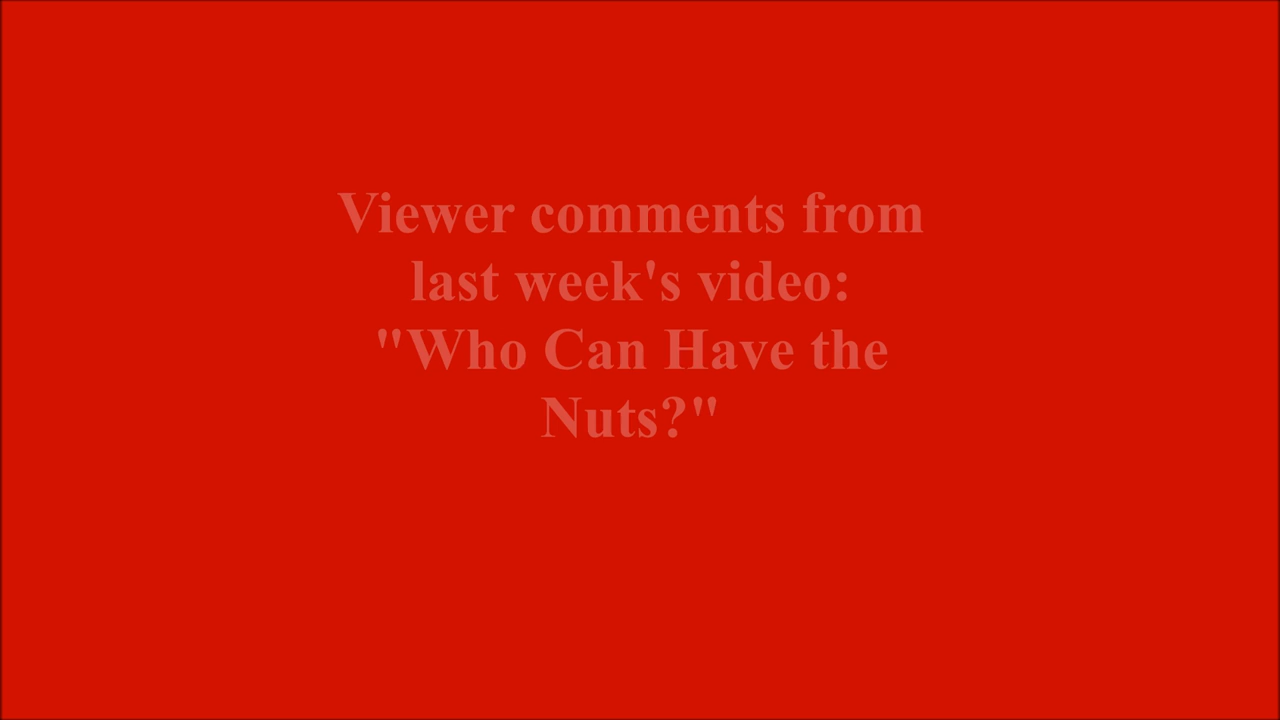 Viewer comments from
last week's video:
"Who Can Have the
Nuts?"